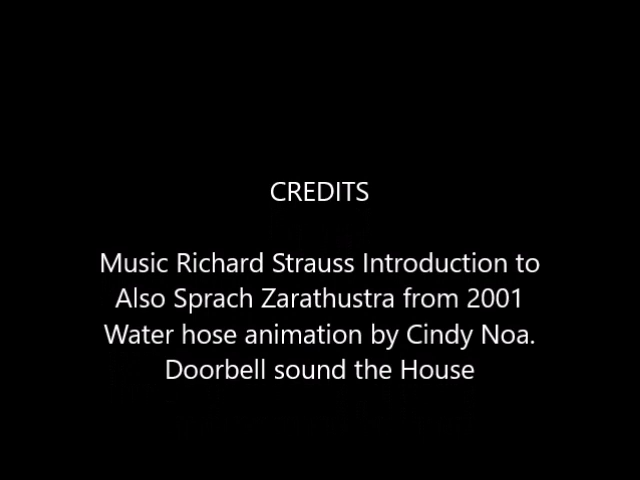 CREDITS
Music Richard Strauss Introduction to
Also Sprach Zarathustra from 2001
Water hose animation by Cindy Noa.
Doorbell sound the House